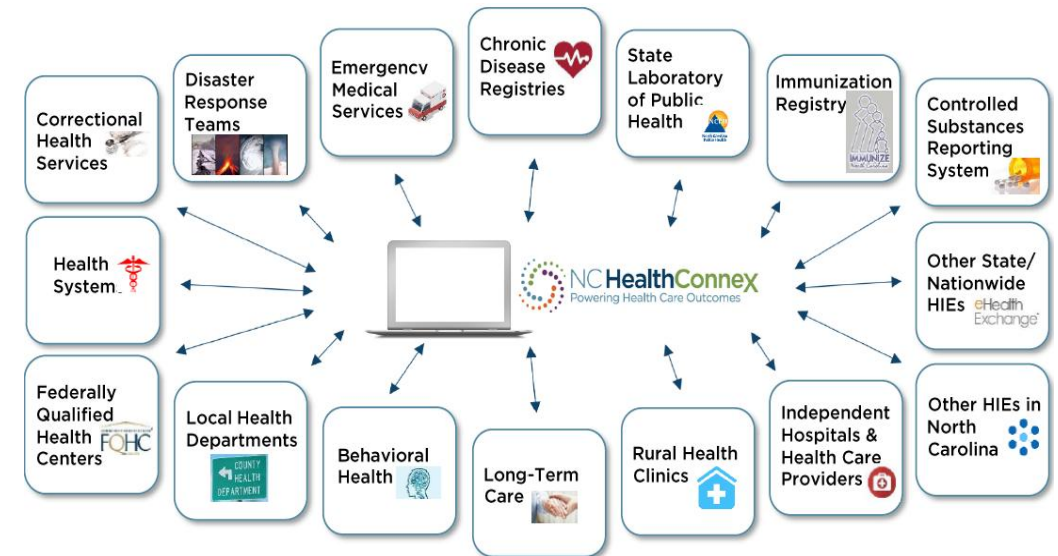 Correctional
Health
Services
Disaster
Response
Teams
Emergency
Medical
Services
Chronic
Disease
Registries
State
Laboratory
of Public
Health
Immunization
Registry
IMMUNIZE
North Carolina
Controlled
Substances
Reporting
System
Health
System
NC HealthConnex
Powering Health Care Outcomes
Other State/
Nationwide
HIEs
eHealth
Exchange
Federally
Qualified
Health
Centers
FQHC
Local Health
Departments
COUNTY
HEALTH
DEPARTMENT
Behavioral
Health
Long-Term
Care
Rural Health
Clinics
Independent
Hospitals &
Health Care
Providers
Other HIEs in
North
Carolina